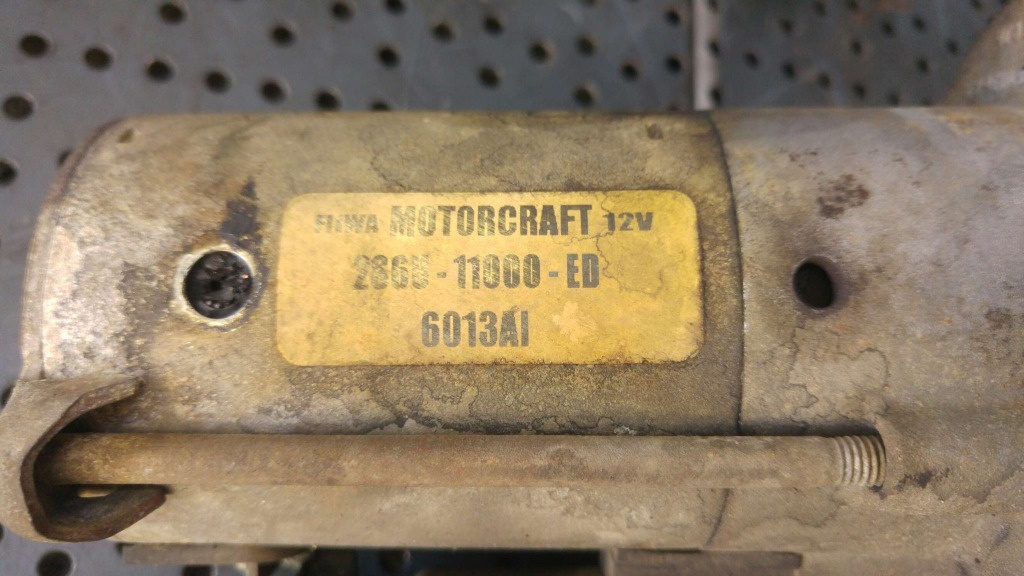 MOTORCRAFT 12V
11000-ED
6013AI